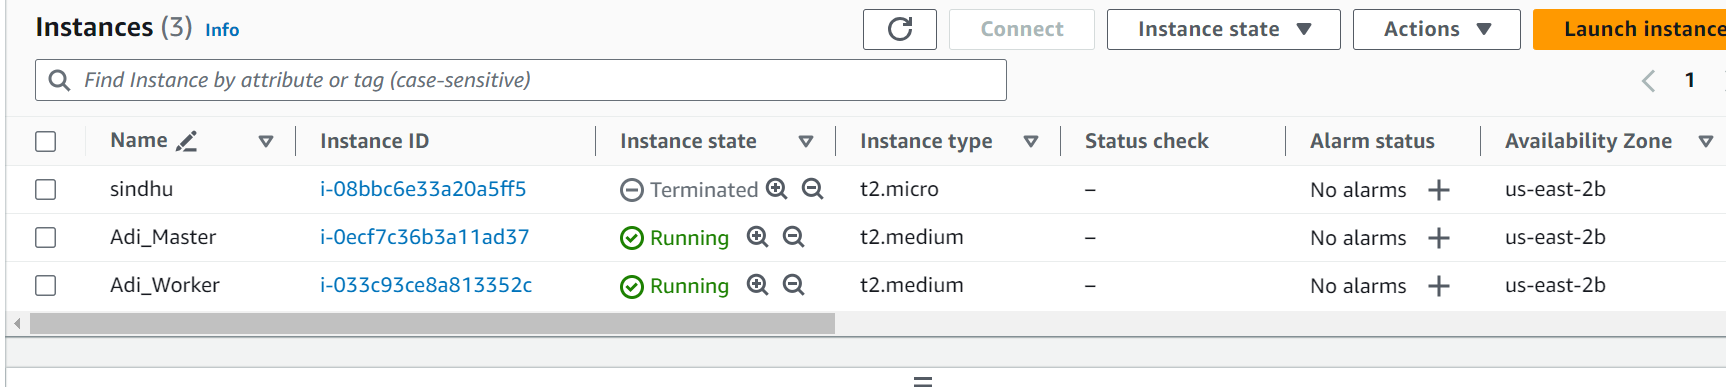 Instances (3) Info
Connect Instance state Actions Launch instance
Find Instance by attribute or tag (case-sensitive)
1
Name Instance ID Instance state Instance type Status check Alarm status Availability Zone
sindhu i-08bbc6e33a20a5ff5 Terminated t2.micro – No alarms + us-east-2b
Adi_Master i-0ecf7c36b3a11ad37 Running t2.medium – No alarms + us-east-2b
Adi_Worker i-033c93ce8a813352c Running t2.medium – No alarms + us-east-2b